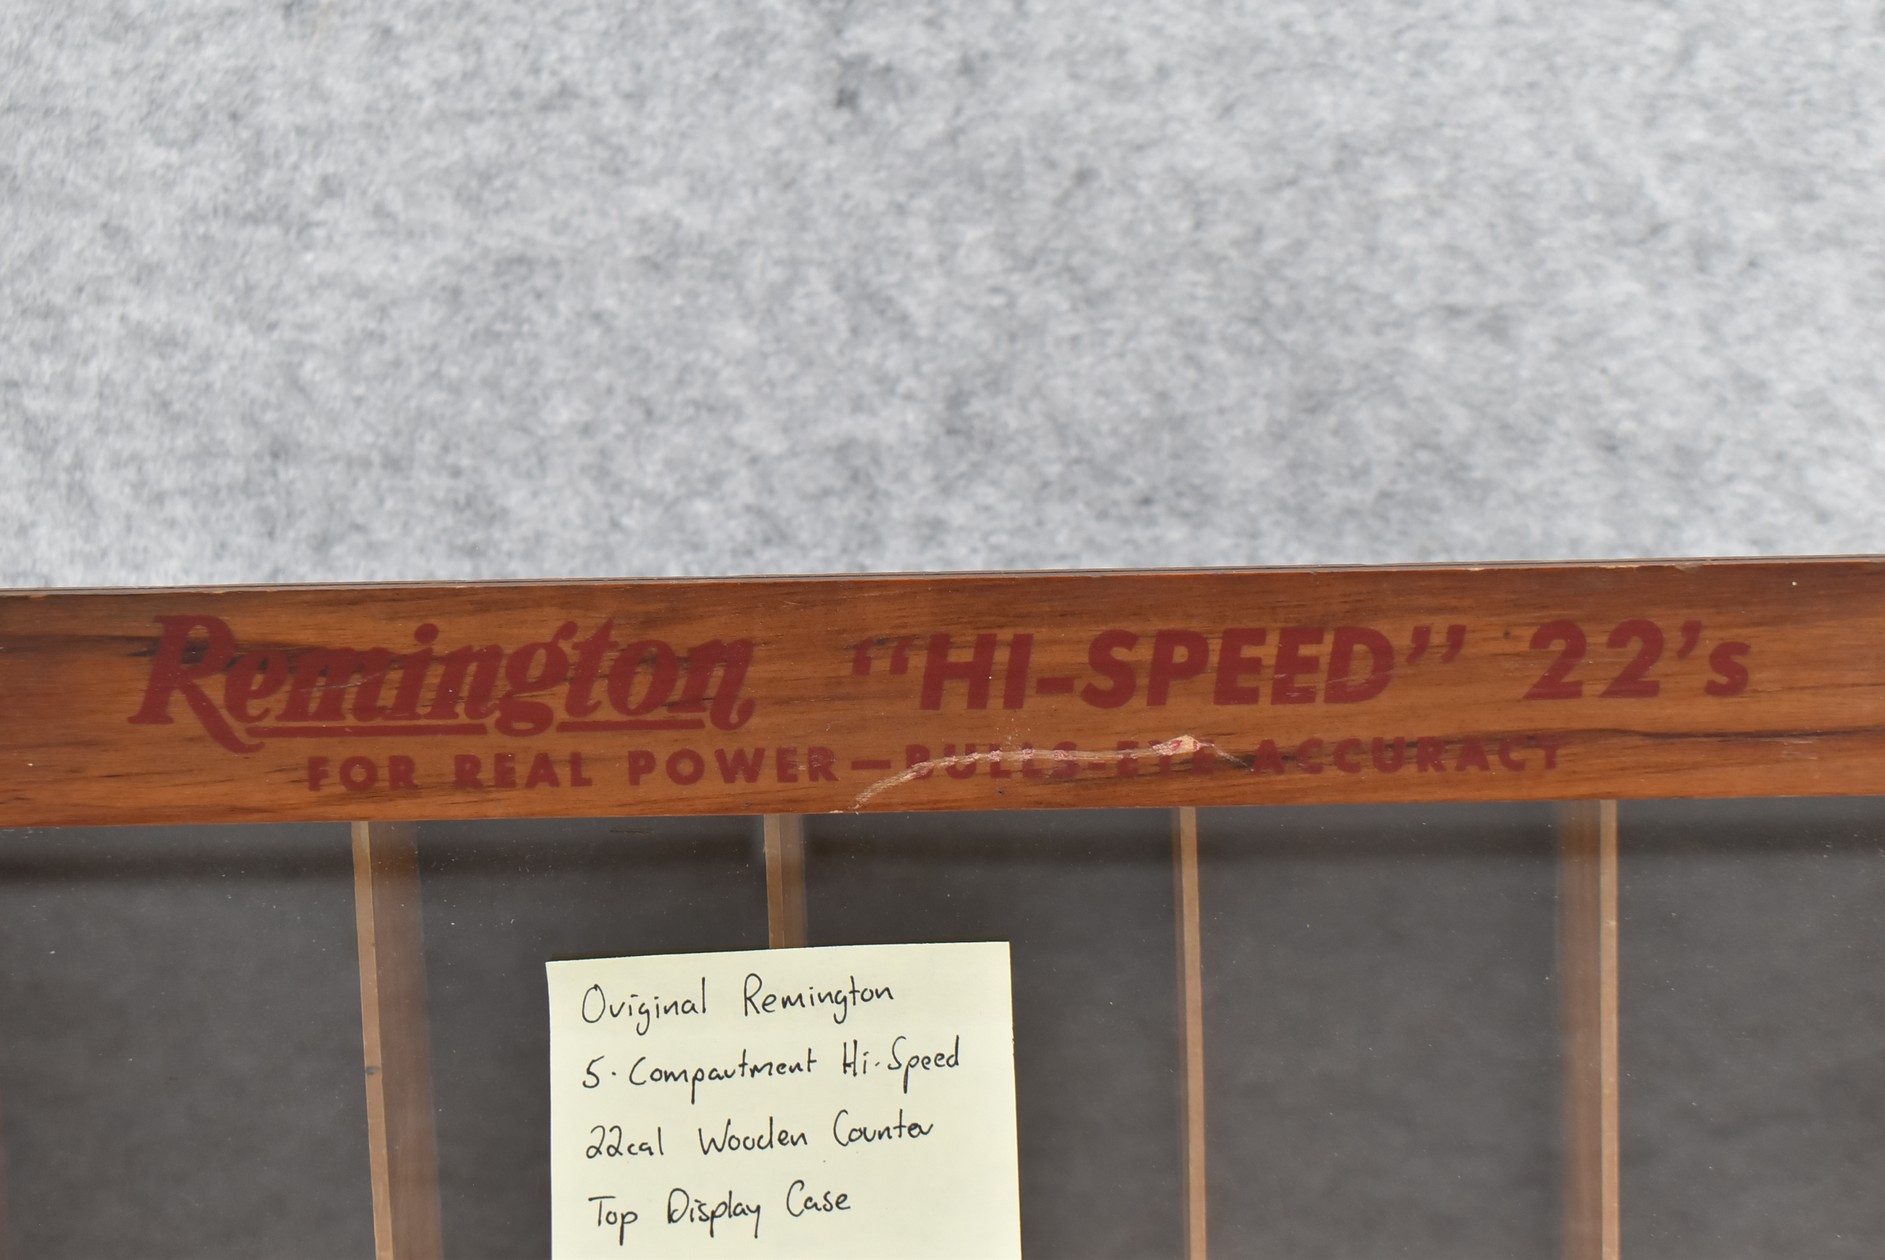 Remington “HI-SPEED” 22’s
FOR REAL POWER—BULLS-EYE ACCURACY
Original Remington
5-Compartment Hi-Speed
22cal Wooden Counter
Top Display Case